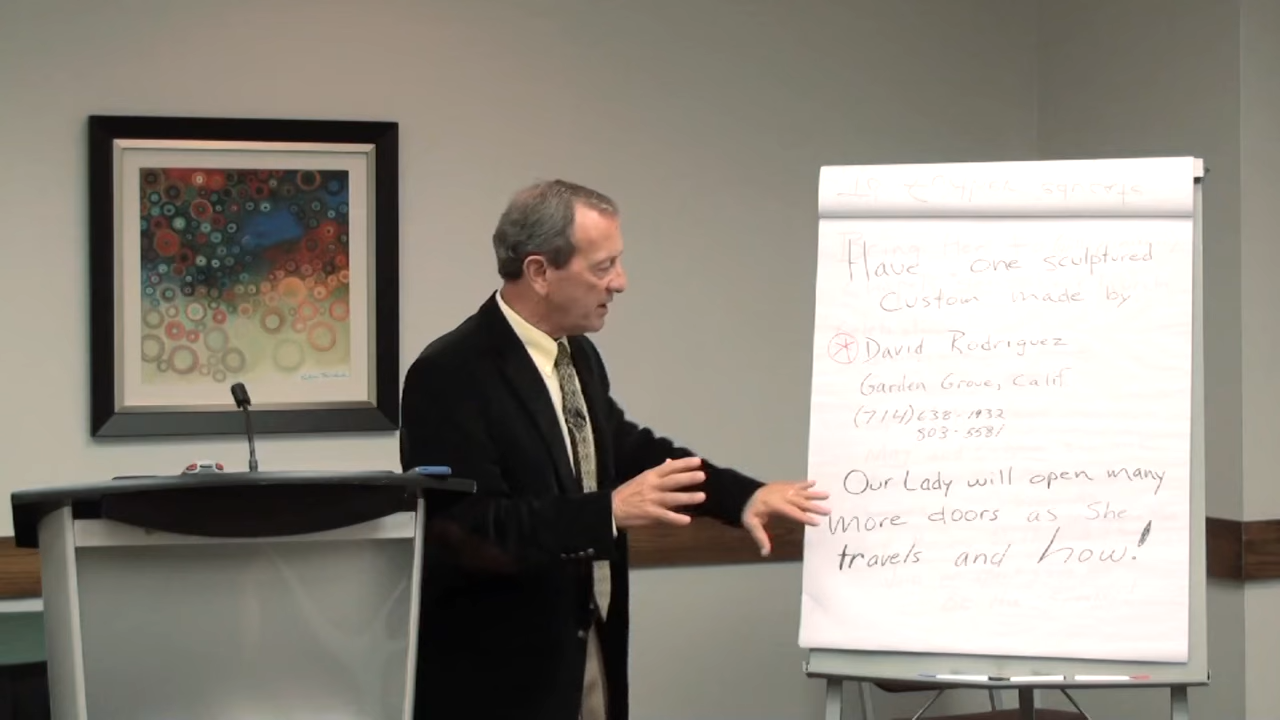 Have one sculptured
Custom made by
David Rudriguez
Garden Grove, Calif
(714) 638-1932
503-5581
Our Lady will open many
more doors as She
travels and how!